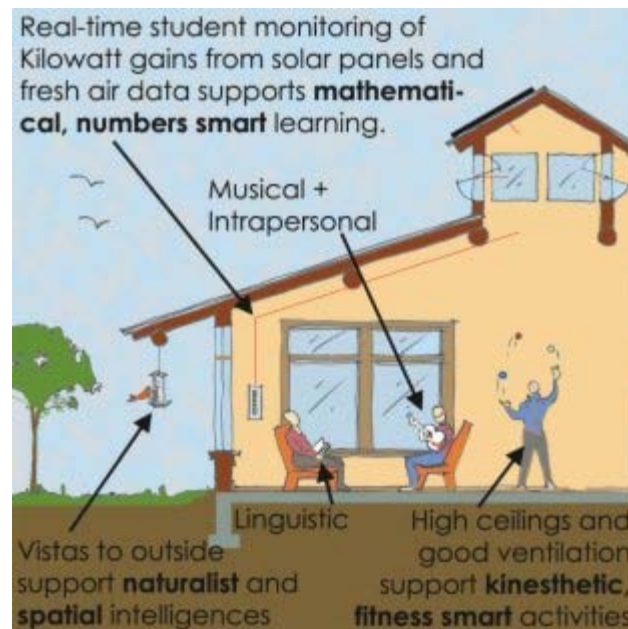 Real-time student monitoring of
Kilowatt gains from solar panels and
fresh air data supports mathemati-
cal, numbers smart learning.
Musical +
Intrapersonal
Linguistic
Vistas to outside
support naturalist and
spatial intelligences
High ceilings and
good ventilation
support kinesthetic,
fitness smart activities